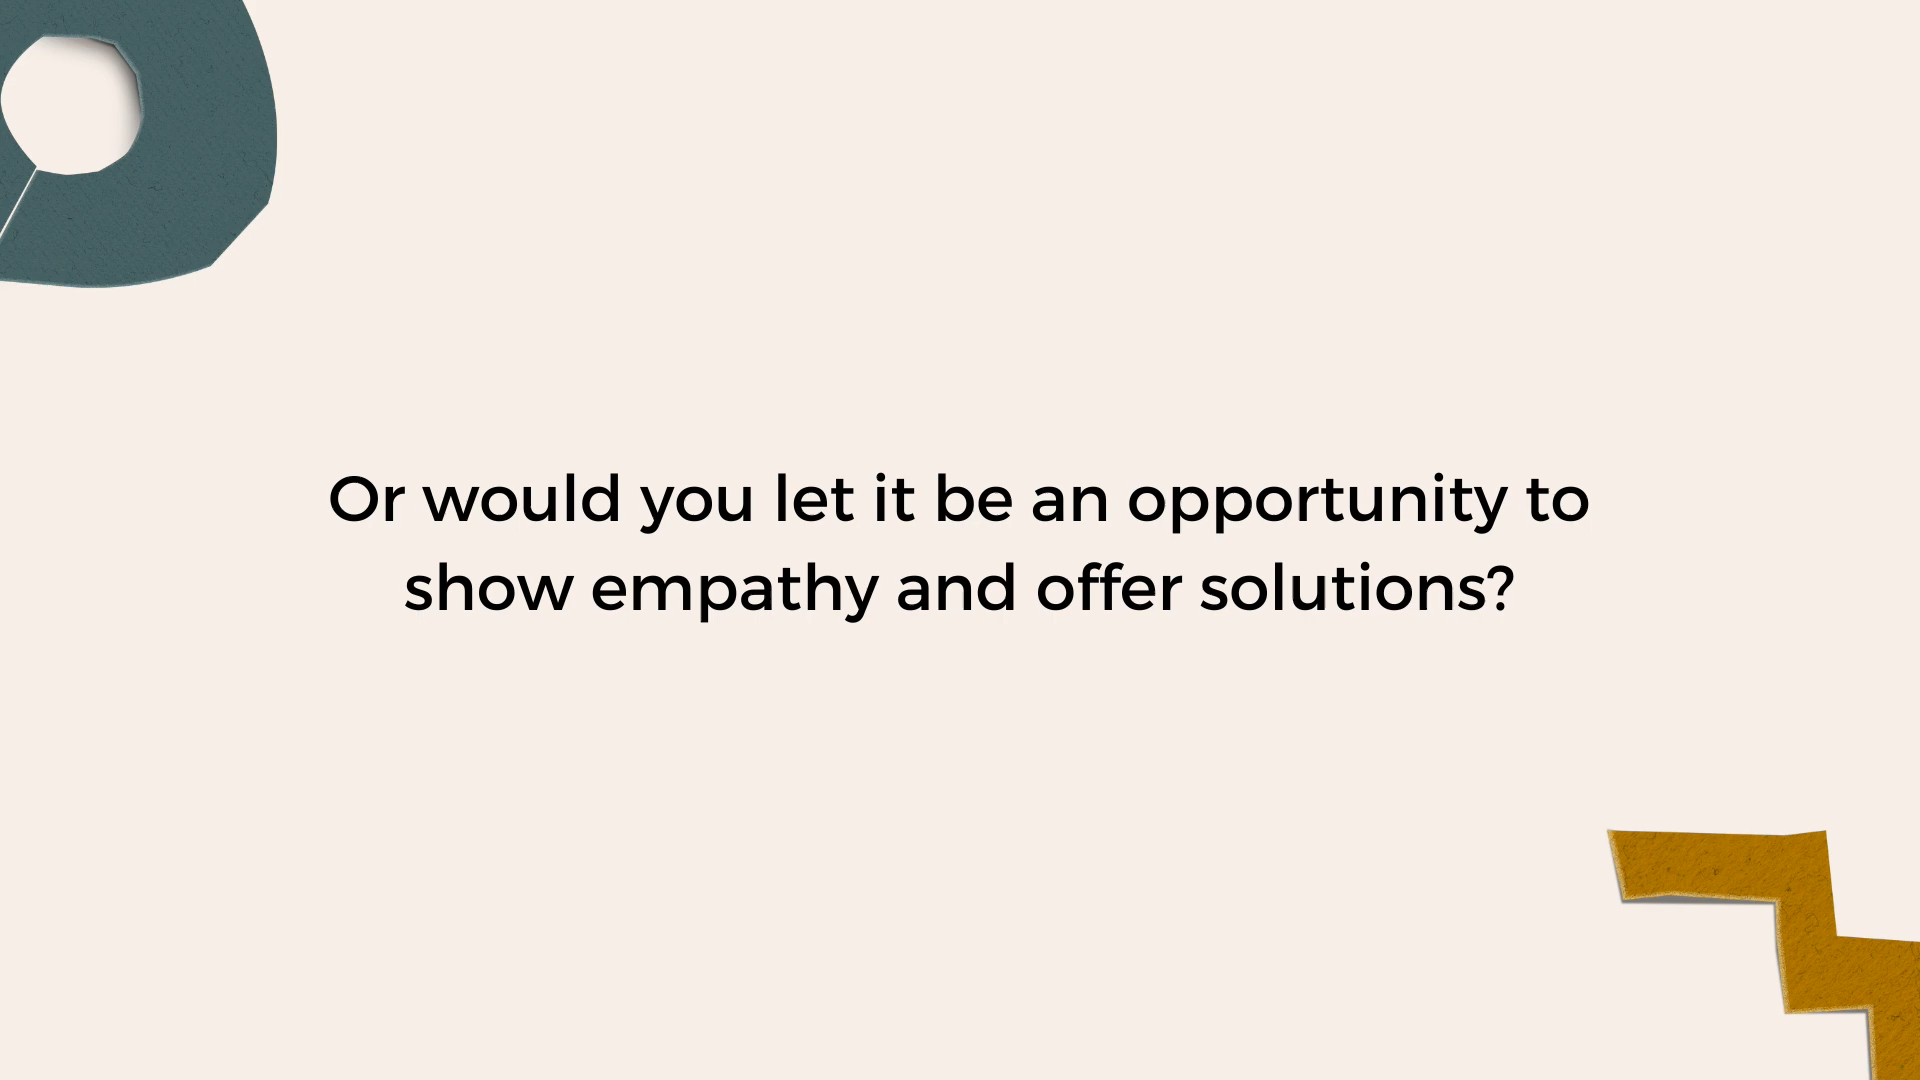 Or would you let it be an opportunity to
show empathy and offer solutions?